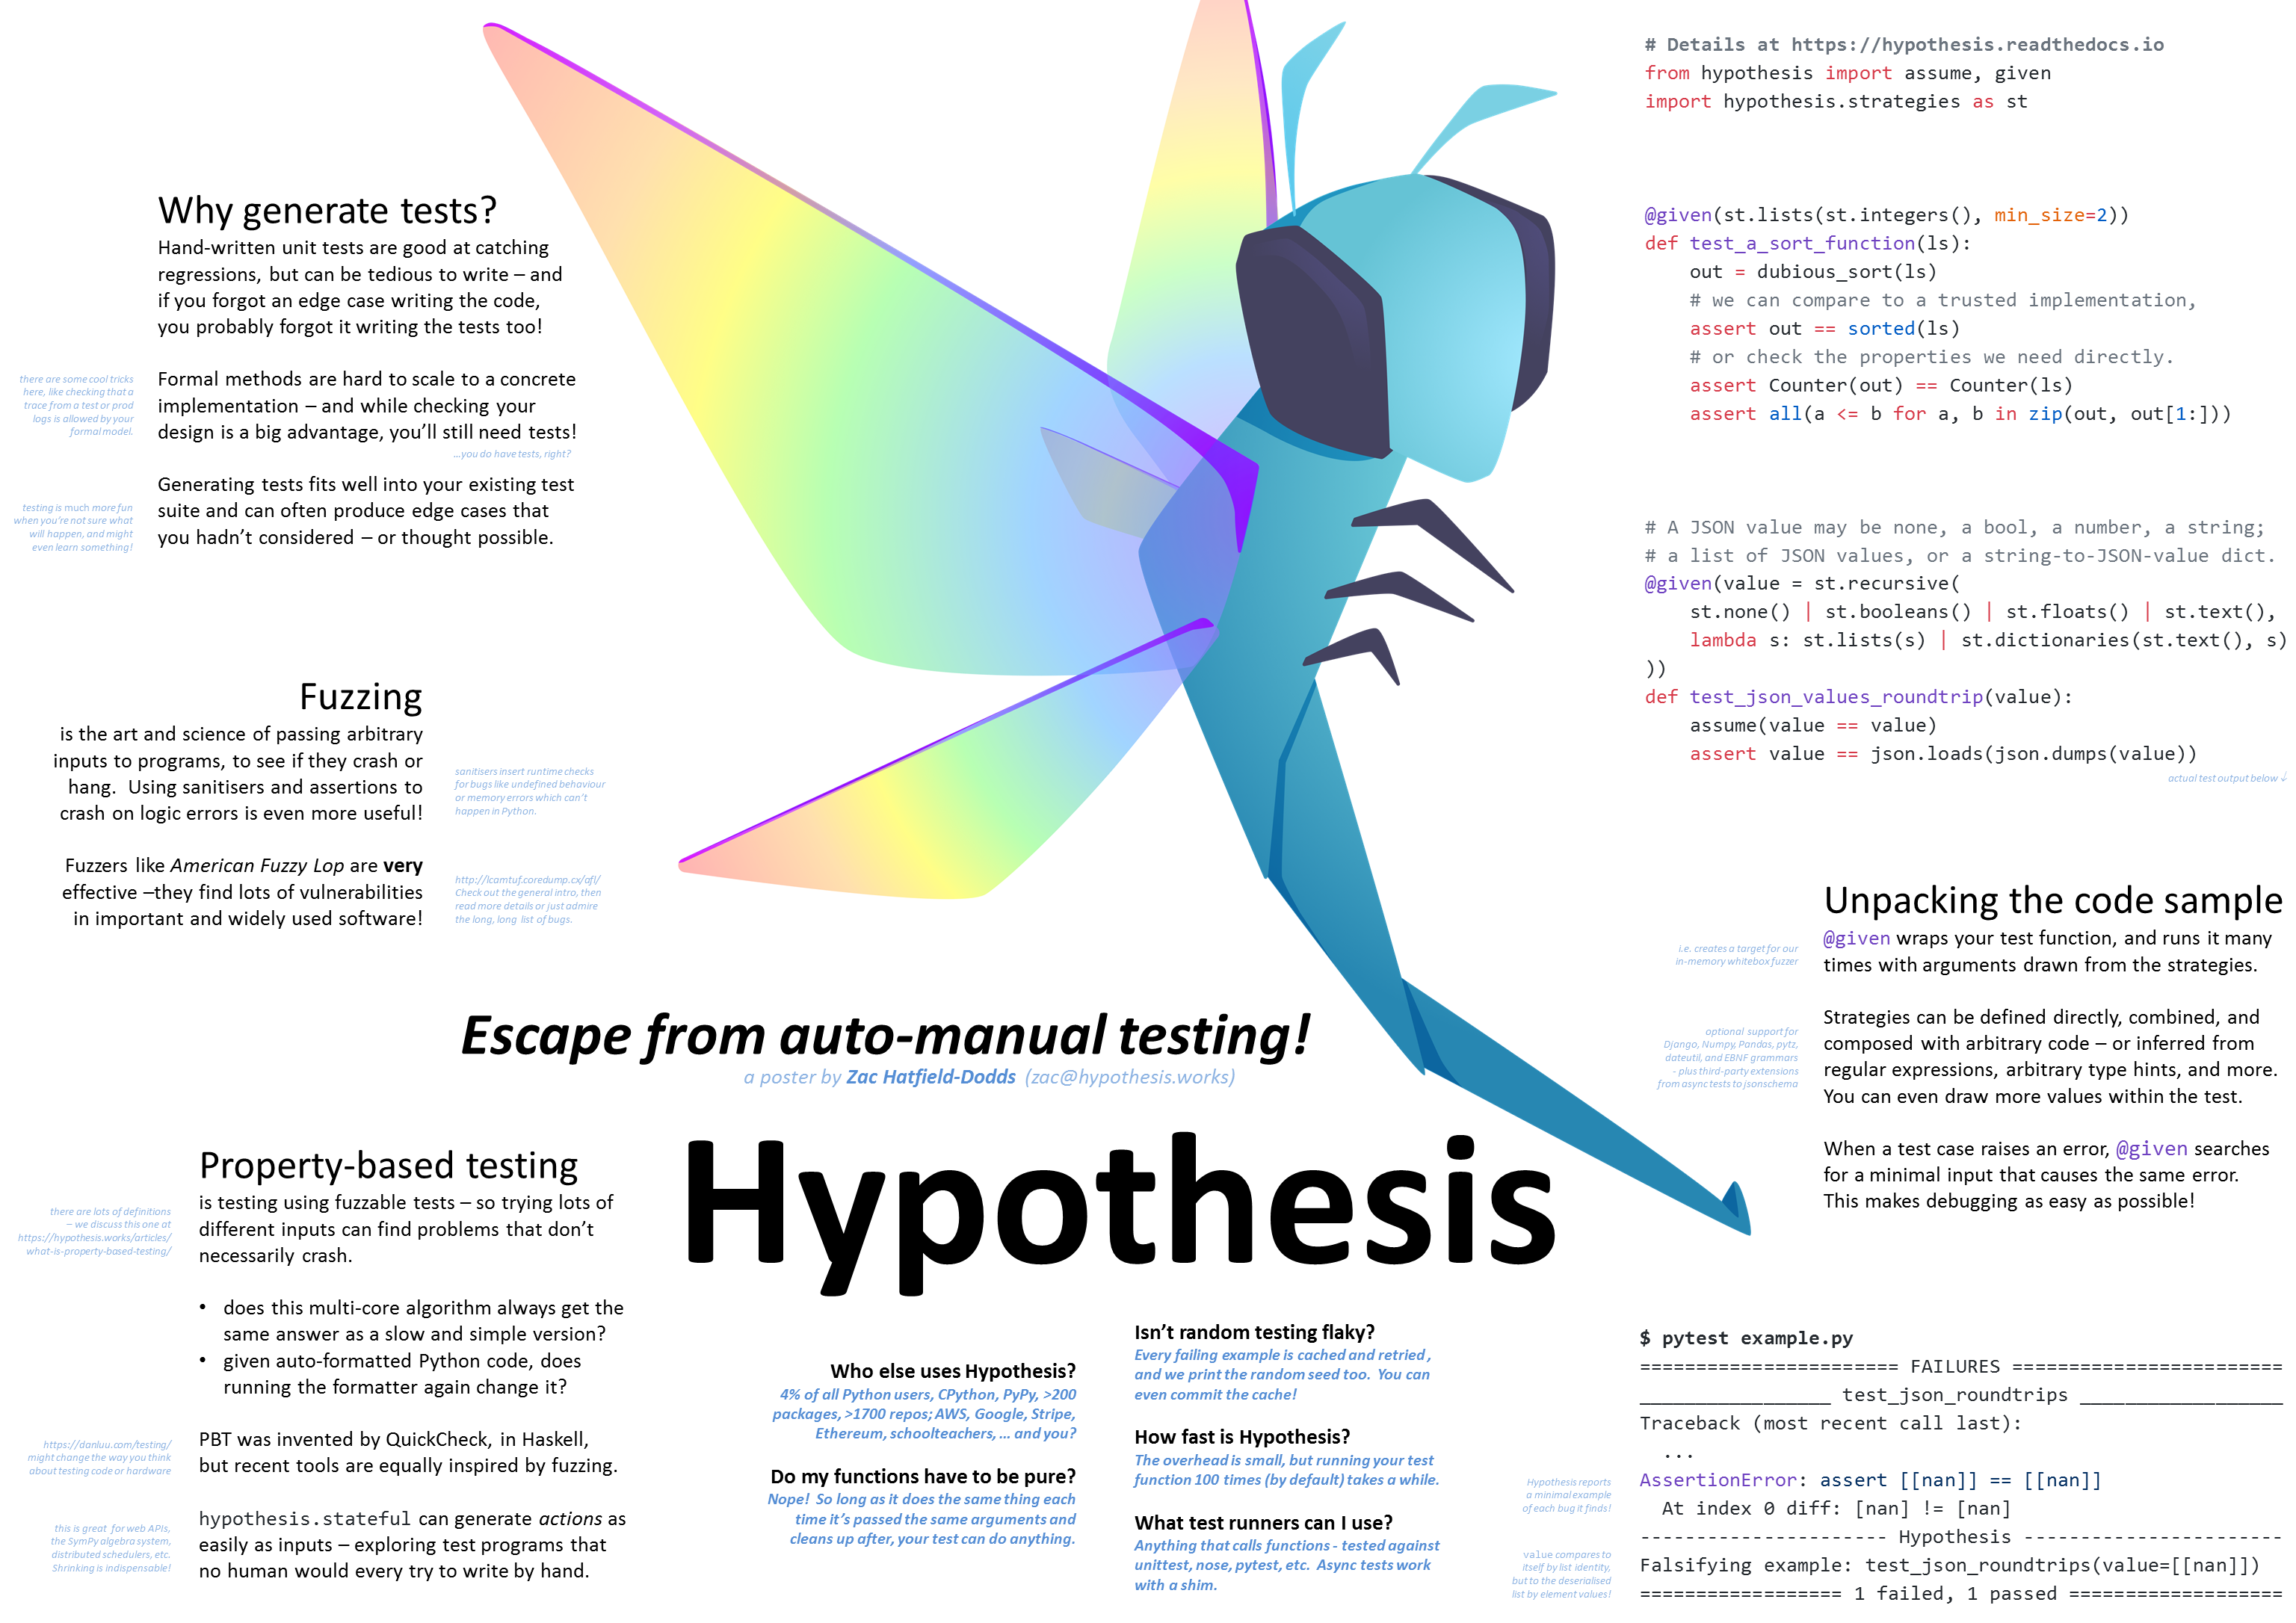 Why generate tests?
Hand-written unit tests are good at catching
regressions, but can be tedious to write – and
if you forgot an edge case writing the code,
you probably forgot it writing the tests too!
there are some cool tricks
here, like checking that a
trace from a test or prod
logs is allowed by your
formal model.
Formal methods are hard to scale to a concrete
implementation – and while checking your
design is a big advantage, you’ll still need tests!
...you do have tests, right?
testing is much more fun
when you’re not sure what
will happen, and might
even learn something!
Generating tests fits well into your existing test
suite and can often produce edge cases that
you hadn’t considered – or thought possible.
Fuzzing
is the art and science of passing arbitrary
inputs to programs, to see if they crash or
hang.  Using sanitisers and assertions to
crash on logic errors is even more useful!
sanitisers insert runtime checks
for bugs like undefined behaviour
or memory errors which can’t
happen in Python.
Fuzzers like American Fuzzy Lop are very
effective –they find lots of vulnerabilities
in important and widely used software!
http://lcamtuf.coredump.cx/afl/
Check out the general intro, then
read more details or just admire
the long, long list of bugs.
Escape from auto-manual testing!
a poster by Zac Hatfield-Dodds (zac@hypothesis.works)
Hypothesis
Property-based testing
is testing using fuzzable tests – so trying lots of
different inputs can find problems that don’t
necessarily crash.
there are lots of definitions
– we discuss this one at
https://hypothesis.works/articles/
what-is-property-based-testing/
• does this multi-core algorithm always get the
same answer as a slow and simple version?
• given auto-formatted Python code, does
running the formatter again change it?
https://danluu.com/testing/
might change the way you think
about testing code or hardware
PBT was invented by QuickCheck, in Haskell,
but recent tools are equally inspired by fuzzing.
this is great for web APIs,
the SymPy algebra system,
distributed schedulers, etc.
Shrinking is indispensable!
hypothesis.stateful can generate actions as
easily as inputs – exploring test programs that
no human would every try to write by hand.
Who else uses Hypothesis?
4% of all Python users, CPython, PyPy, >200
packages, >1700 repos; AWS, Google, Stripe,
Ethereum, schoolteachers, ... and you?
Do my functions have to be pure?
Nope!  So long as it does the same thing each
time it’s passed the same arguments and
cleans up after, your test can do anything.
Isn’t random testing flaky?
Every failing example is cached and retried ,
and we print the random seed too.  You can
even commit the cache!
How fast is Hypothesis?
The overhead is small, but running your test
function 100 times (by default) takes a while.
What test runners can I use?
Anything that calls functions - tested against
unittest, nose, pytest, etc.  Async tests work
with a shim.
# Details at https://hypothesis.readthedocs.io
from hypothesis import assume, given
import hypothesis.strategies as st
@given(st.lists(st.integers(), min_size=2))
def test_a_sort_function(ls):
    out = dubious_sort(ls)
    # we can compare to a trusted implementation,
    assert out == sorted(ls)
    # or check the properties we need directly.
    assert Counter(out) == Counter(ls)
    assert all(a <= b for a, b in zip(out, out[1:]))
# A JSON value may be none, a bool, a number, a string;
# a list of JSON values, or a string-to-JSON-value dict.
@given(value = st.recursive(
    st.none() | st.booleans() | st.floats() | st.text(),
    lambda s: st.lists(s) | st.dictionaries(st.text(), s)
))
def test_json_values_roundtrip(value):
    assume(value == value)
    assert value == json.loads(json.dumps(value))
actual test output below ↓
Unpacking the code sample
@given wraps your test function, and runs it many
times with arguments drawn from the strategies.
i.e. creates a target for our
in-memory whitebox fuzzer
Strategies can be defined directly, combined, and
composed with arbitrary code – or inferred from
regular expressions, arbitrary type hints, and more.
You can even draw more values within the test.
optional support for
Django, Numpy, Pandas, pytz,
dateutil, and EBNF grammars
- plus third-party extensions
from async tests to jsonschema
When a test case raises an error, @given searches
for a minimal input that causes the same error.
This makes debugging as easy as possible!
$ pytest example.py
======================= FAILURES ========================
_________________ test_json_roundtrips __________________
Traceback (most recent call last):
  ...
AssertionError: assert [[nan]] == [[nan]]
  At index 0 diff: [nan] != [nan]
---------------------- Hypothesis -----------------------
Falsifying example: test_json_roundtrips(value=[[nan]])
================== 1 failed, 1 passed ===================
Hypothesis reports
a minimal example
of each bug it finds!
value compares to
itself by list identity,
but to the deserialised
list by element values!